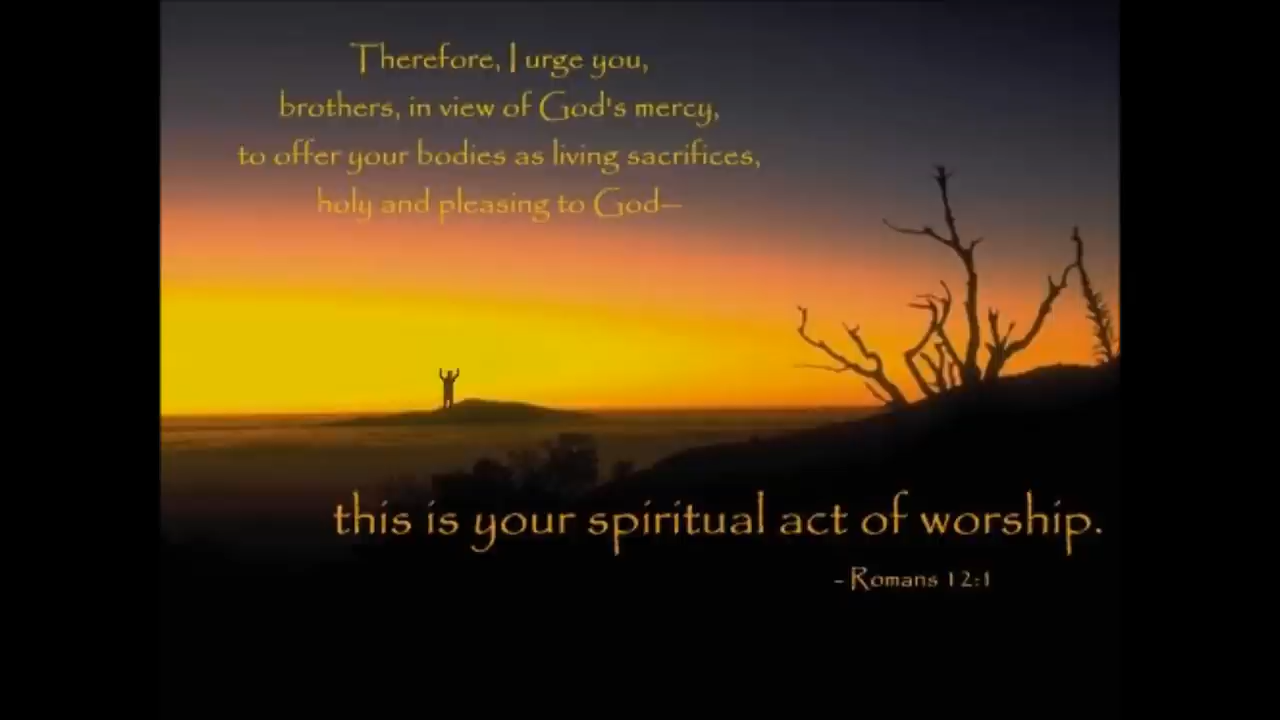 Therefore, I urge you,
brothers, in view of God's mercy,
to offer your bodies as living sacrifices,
holy and pleasing to God—
this is your spiritual act of worship.
- Romans 12:1